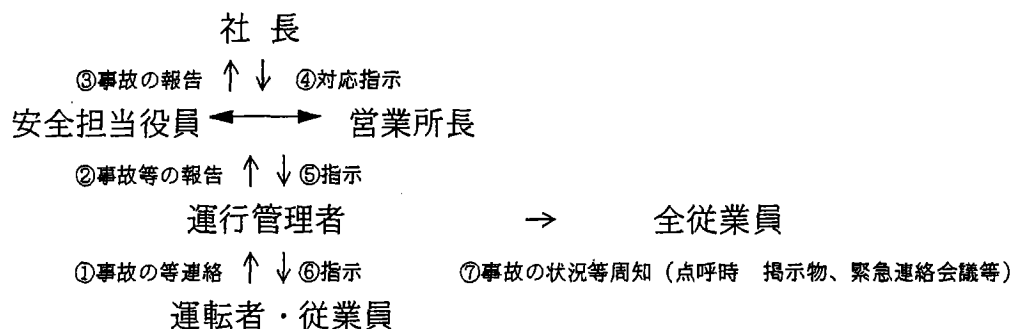 社 長
③事故の報告 ↑ ↓ ④対応指示
安全担当役員 ←→ 営業所長
②事故等の報告 ↑ ↓ ⑤指示
運行管理者 → 全従業員
①事故の等連絡 ↑ ↓ ⑥指示 ⑦事故の状況等周知（点呼時 掲示物、緊急連絡会議等）
運転者・従業員